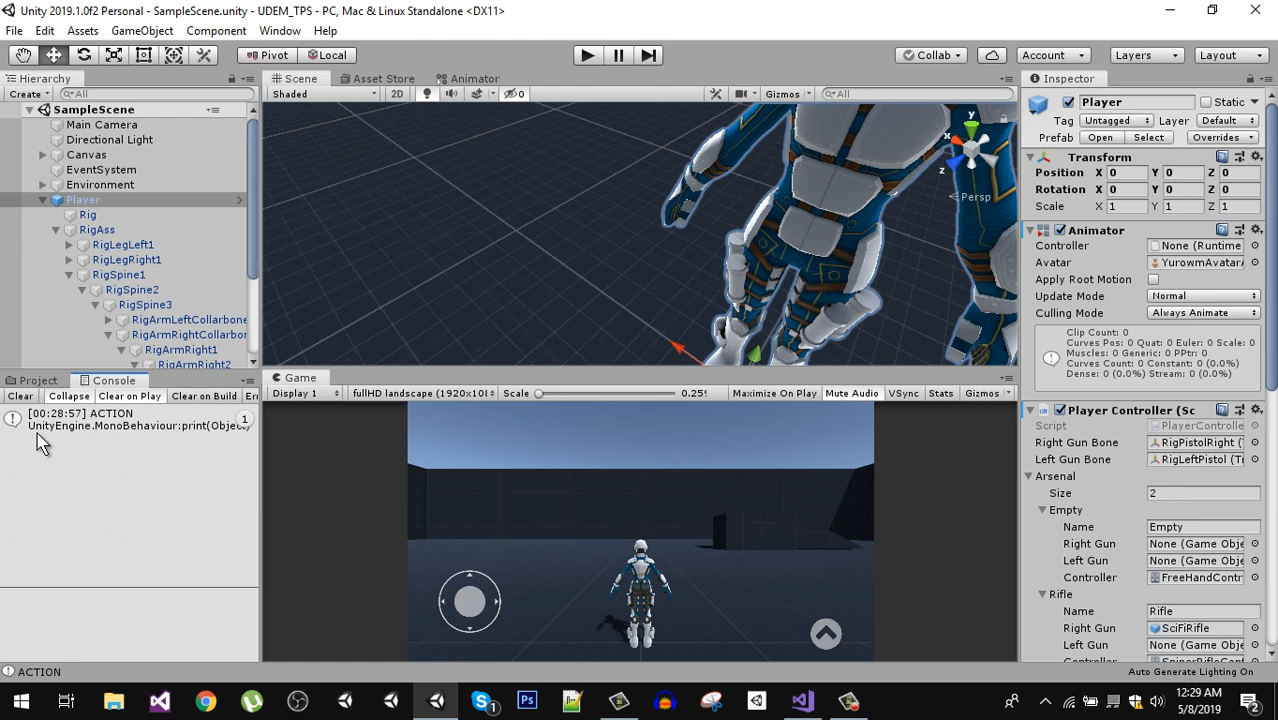 Unity 2019.1.0f2 Personal - SampleScene.unity - UDEM_TPS - PC, Mac & Linux Standalone <DX11>
File Edit Assets GameObject Component Window Help
Pivot Local Collab Account Layers Layout
Hierarchy
Create All
SampleScene
Main Camera
Directional Light
Canvas
EventSystem
Environment
Player
Rig
RigAss
RigLegLeft1
RigLegRight1
RigSpine1
RigSpine2
RigSpine3
RigArmLeftCollarbone
RigArmRightCollarbon
RigArmRight1
RigArmRight2
Scene Asset Store Animator
Shaded 2D 0 Gizmos All
y
x
z
Persp
Project Console
Clear Collapse Clear on Play Clear on Build Er
[00:28:57] ACTION
UnityEngine.MonoBehaviour:print(Object) 1
Game
Display 1 fullHD landscape (1920x108 Scale 0.25 Maximize On Play Mute Audio VSync Stats Gizmos
Inspector
Player Static
Tag Untagged Layer Default
Prefab Open Select Overrides
Transform
Position X 0 Y 0 Z 0
Rotation X 0 Y 0 Z 0
Scale X 1 Y 1 Z 1
Animator
Controller None (Runtime
Avatar YurowmAvatar
Apply Root Motion
Update Mode Normal
Culling Mode Always Animate
Clip Count: 0
Curves Pos: 0 Quat: 0 Euler: 0 Scale: 0
Muscles: 0 Generic: 0 PPtr: 0
Curves Count: 0 Constant: 0 (0.0%)
Dense: 0 (0.0%) Stream: 0 (0.0%)
Player Controller (Sc
Script PlayerControlle
Right Gun Bone RigPistolRight (
Left Gun Bone RigLeftPistol (T
Arsenal
Size 2
Empty
Name Empty
Right Gun None (Game Obje
Left Gun None (Game Obje
Controller FreeHandContr
Rifle
Name Rifle
Right Gun SciFiRifle
Left Gun None (Game Obje
Controller SniperRifleCont
ACTION
Auto Generate Lighting On
12:29 AM
5/8/2019